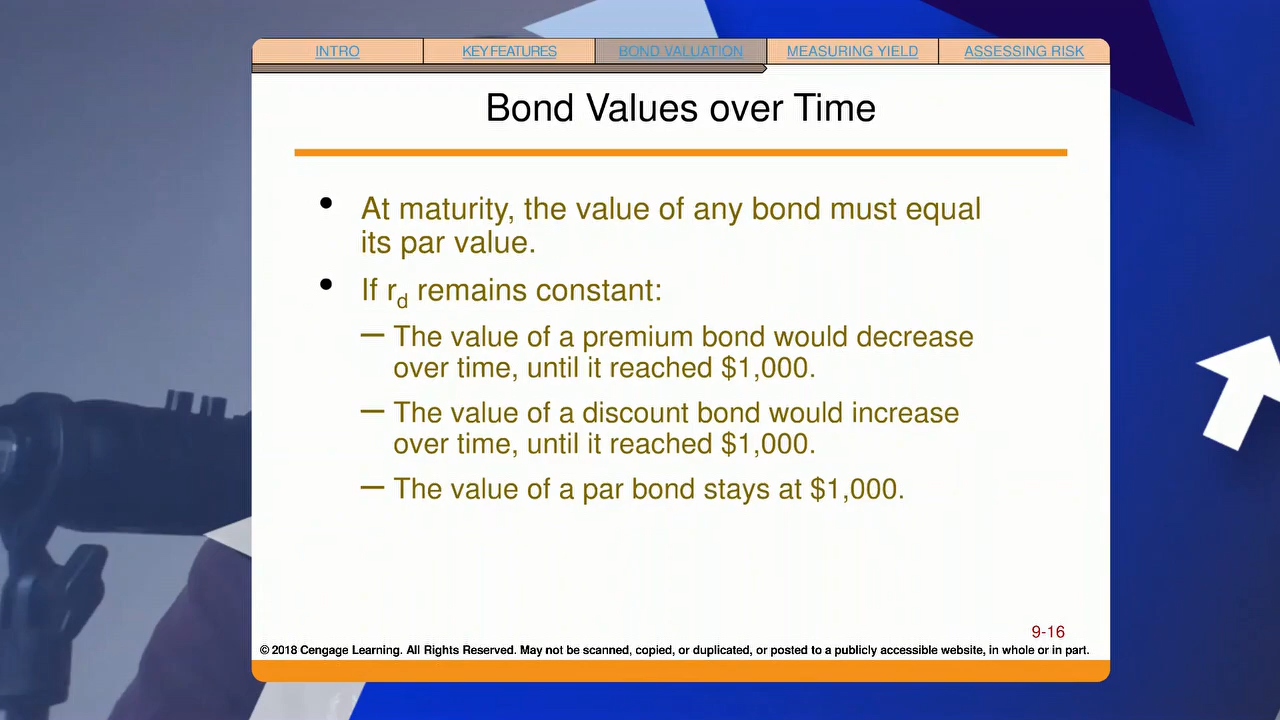 INTRO
KEY FEATURES
BOND VALUATION
MEASURING YIELD
ASSESSING RISK
Bond Values over Time
• At maturity, the value of any bond must equal
its par value.
• If rd remains constant:
— The value of a premium bond would decrease
over time, until it reached $1,000.
— The value of a discount bond would increase
over time, until it reached $1,000.
— The value of a par bond stays at $1,000.
9-16
© 2018 Cengage Learning. All Rights Reserved. May not be scanned, copied, or duplicated, or posted to a publicly accessible website, in whole or in part.